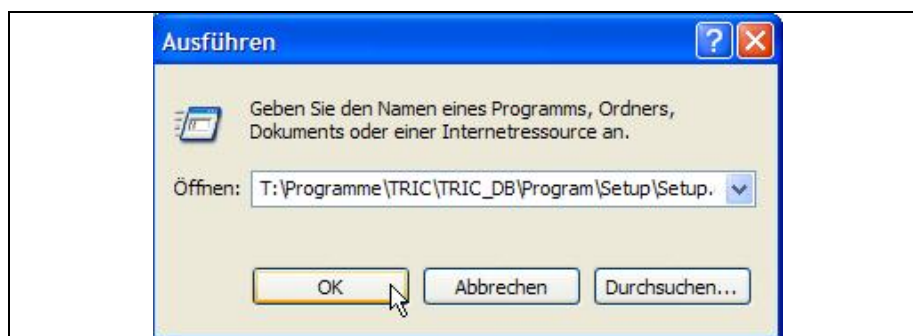 Ausführen
Geben Sie den Namen eines Programms, Ordners,
Dokuments oder einer Internetressource an.
Öffnen: T:\Programme\TRIC\TRIC_DB\Program\Setup\Setup.
OK Abbrechen Durchsuchen...